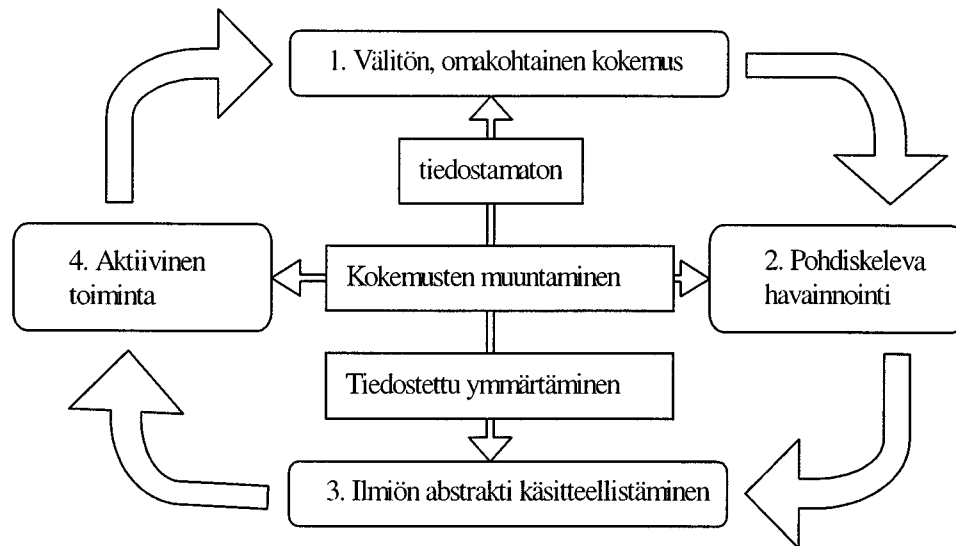 1. Välitön, omakohtainen kokemus
tiedostamaton
4. Aktiivinen
toiminta
Kokemusten muuntaminen
2. Pohdiskeleva
havainnointi
Tiedostettu ymmärtäminen
3. Ilmiön abstrakti käsitteellistäminen